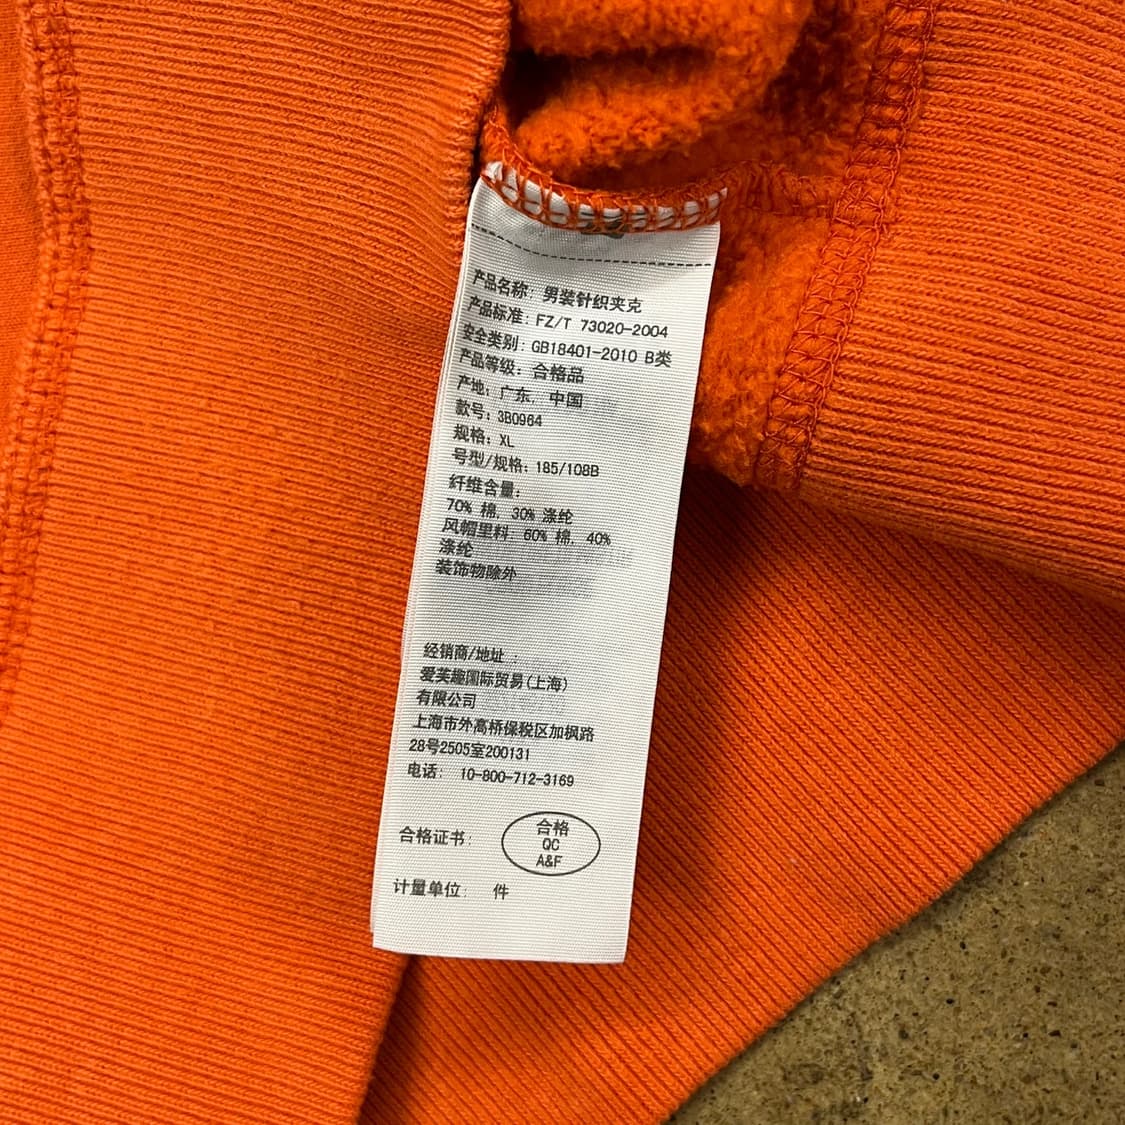 产品名称: 男装针织夹克
产品标准: FZ/T 73020-2004
安全类别: GB18401-2010 B类
产品等级: 合格品
产地: 广东, 中国
款号: 3B0964
规格: XL
号型/规格: 185/108B
纤维含量:
70% 棉, 30% 涤纶
风帽里料: 60% 棉, 40%
涤纶
装饰物除外
经销商/地址 :
爱芙趣国际贸易(上海)
有限公司
上海市外高桥保税区加枫路
28号2505室200131
电话: 10-800-712-3169
合格证书:
合格
QC
A&F
计量单位: 件